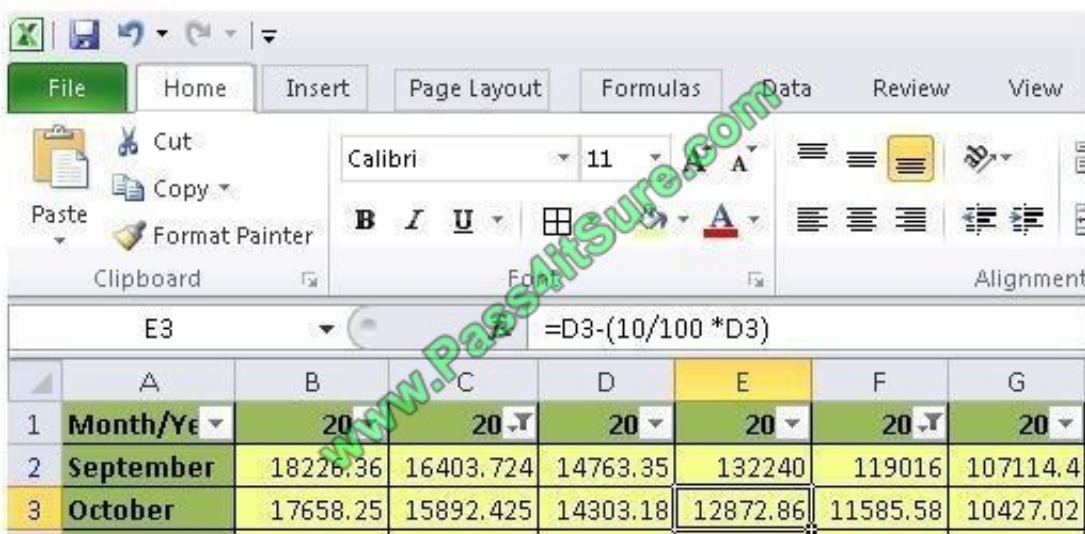 File Home Insert Page Layout Formulas Data Review View
Cut
Calibri 11 A A
Copy
Paste
B I U A
Format Painter
Clipboard Font Alignment
E3 fx =D3-(10/100 *D3)
A B C D E F G
1 Month/Ye 20 20 20 20 20 20
2 September 18226.36 16403.724 14763.35 132240 119016 107114.4
3 October 17658.25 15892.425 14303.18 12872.86 11585.58 10427.02
www.Pass4itSure.com